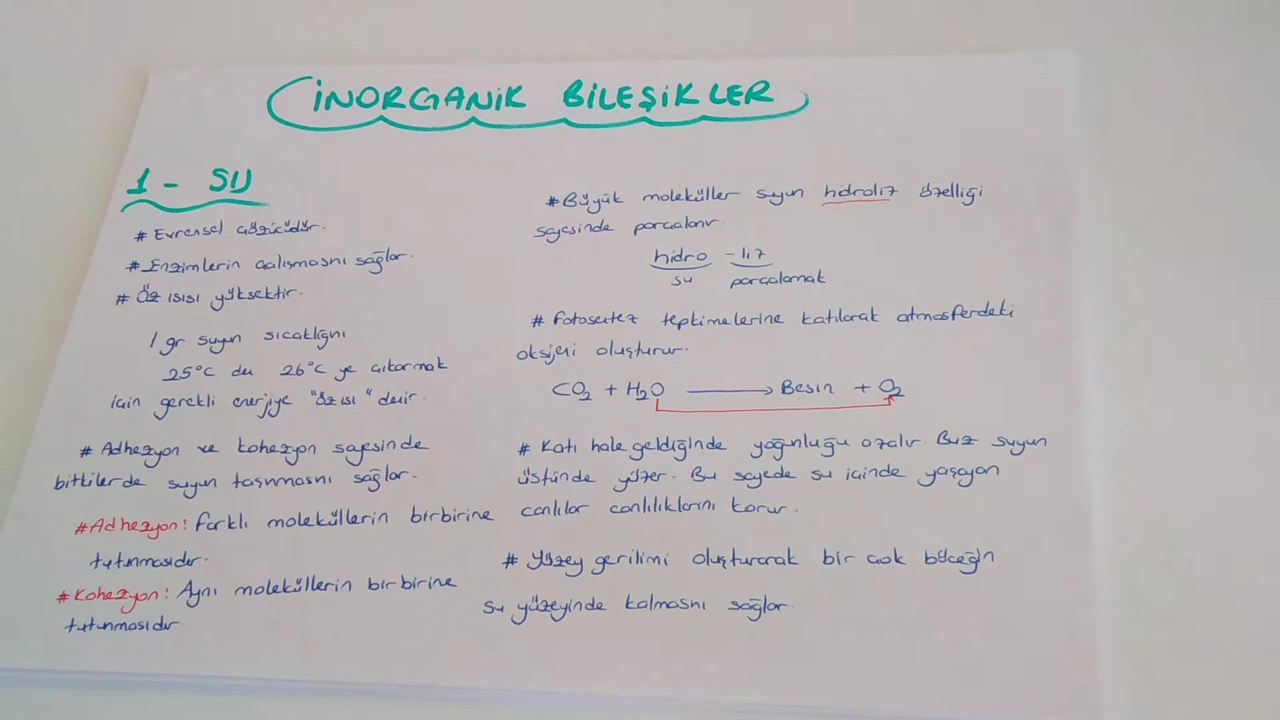 İNORGANİK BİLEŞİKLER
1 - SU
# Evrensel çözücüdür.
# Enzimlerin çalışmasını sağlar.
# Öz ısısı yüksektir.
1 gr suyun sıcaklığını
25°C den 26°C ye çıkarmak
için gerekli enerjiye "öz ısı" denir.
# Adhezyon ve kohezyon sayesinde
bitkilerde suyun taşınmasını sağlar.
# Adhezyon: Farklı moleküllerin birbirine
tutunmasıdır.
# Kohezyon: Aynı moleküllerin birbirine
tutunmasıdır
# Büyük moleküller suyun hidroliz özelliği
sayesinde parçalanır.
hidro - liz
su parçalamak
# Fotosentez tepkimelerine katılarak atmosferdeki
oksijeni oluşturur.
CO₂ + H₂O → Besin + O₂
# Katı hale geldiğinde yoğunluğu azalır. Buz suyun
üstünde yüzer. Bu sayede su içinde yaşayan
canlılar canlılıklarını korur.
# Yüzey gerilimi oluşturarak bir çok böceğin
su yüzeyinde kalmasını sağlar.